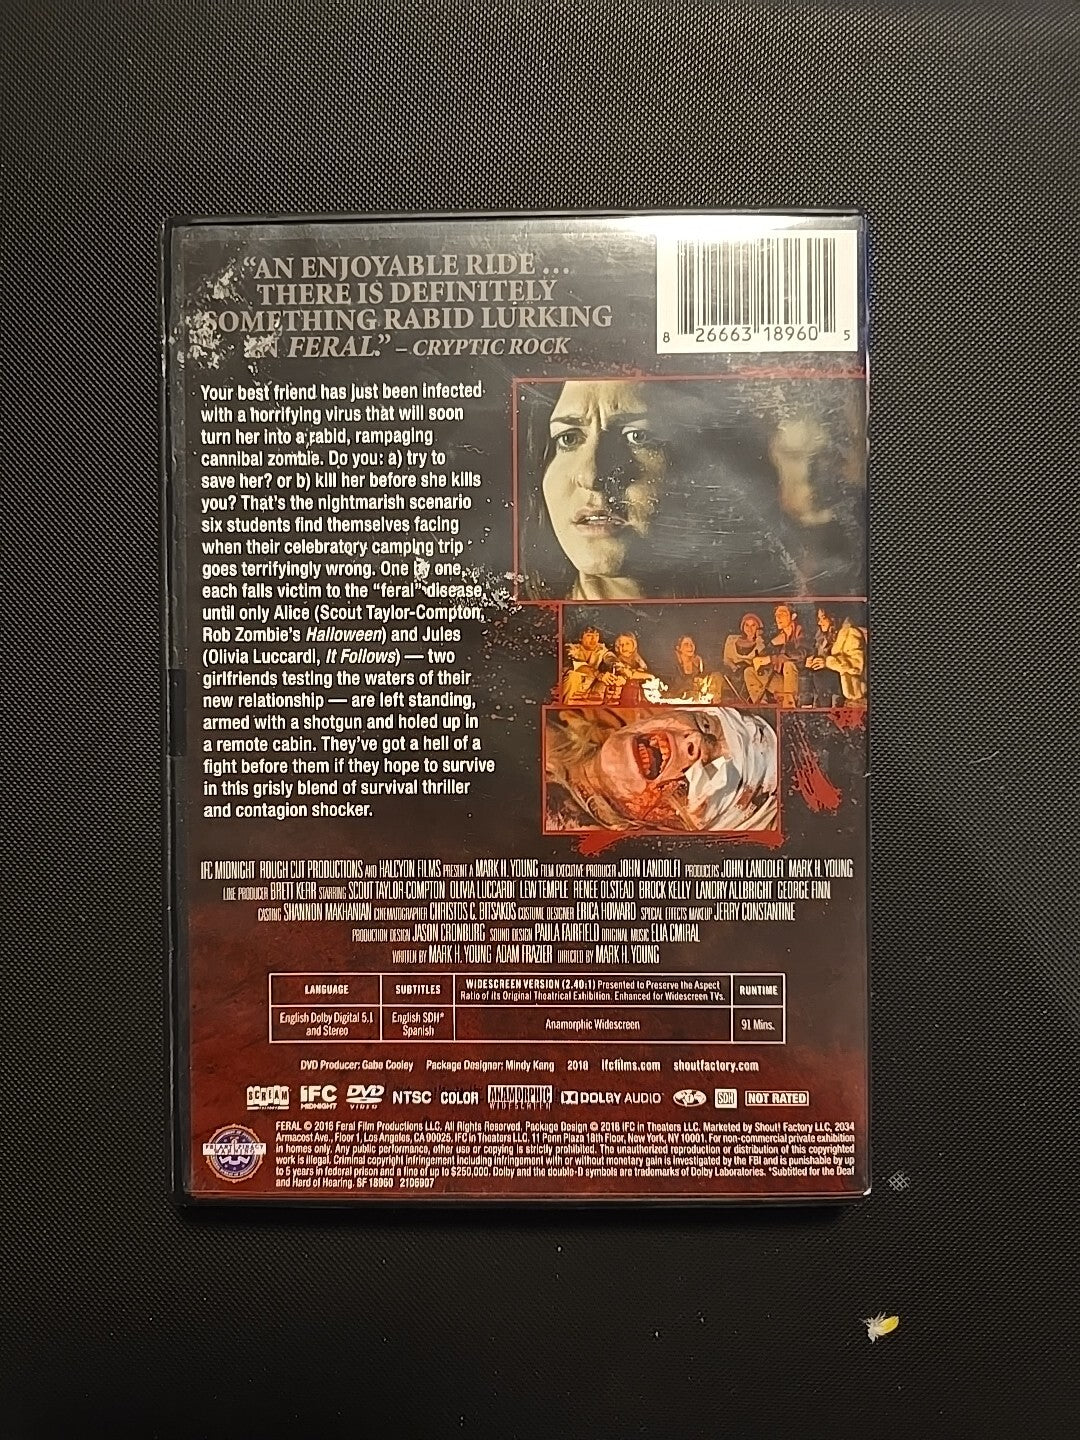 “AN ENJOYABLE RIDE ...
THERE IS DEFINITELY
SOMETHING RABID LURKING
IN FERAL.” – CRYPTIC ROCK
8 26663 18960 5
Your best friend has just been infected
with a horrifying virus that will soon
turn her into a rabid, rampaging
cannibal zombie. Do you: a) try to
save her? or b) kill her before she kills
you? That's the nightmarish scenario
six students find themselves facing
when their celebratory camping trip
goes terrifyingly wrong. One by one,
each falls victim to the “feral” disease,
until only Alice (Scout Taylor-Compton,
Rob Zombie's Halloween) and Jules
(Olivia Luccardi, It Follows) — two
girlfriends testing the waters of their
new relationship — are left standing,
armed with a shotgun and holed up in
a remote cabin. They've got a hell of a
fight before them if they hope to survive
in this grisly blend of survival thriller
and contagion shocker.
IFC MIDNIGHT ROUGH CUT PRODUCTIONS AND HALCYON FILMS PRESENT A MARK H. YOUNG FILM EXECUTIVE PRODUCER JOHN LANDOLFI PRODUCERS JOHN LANDOLFI MARK H. YOUNG
LINE PRODUCER BRETT KERR STARRING SCOUT TAYLOR-COMPTON OLIVIA LUCCARDI LEW TEMPLE RENEE OLSTEAD BROCK KELLY LANDRY ALLBRIGHT GEORGE FINN
CASTING SHANNON MAKHANIAN CINEMATOGRAPHER CHRISTOS C. BITSAKOS COSTUME DESIGNER ERICA HOWARD SPECIAL EFFECTS MAKEUP JERRY CONSTANTINE
PRODUCTION DESIGN JASON CRONBURG SOUND DESIGN PAULA FAIRFIELD ORIGINAL MUSIC ELIA CMIRAL
WRITTEN BY MARK H. YOUNG ADAM FRAZIER DIRECTED BY MARK H. YOUNG
LANGUAGE
English Dolby Digital 5.1
and Stereo
SUBTITLES
English SDH*
Spanish
WIDESCREEN VERSION (2.40:1) Presented to Preserve the Aspect
Ratio of its Original Theatrical Exhibition. Enhanced for Widescreen TVs.
Anamorphic Widescreen
RUNTIME
91 Mins.
DVD Producer: Gabe Cooley Package Designer: Mindy Kang 2018 ifcfilms.com shoutfactory.com
SCREAM FACTORY IFC MIDNIGHT DVD VIDEO NTSC COLOR ANAMORPHIC WIDESCREEN DOLBY AUDIO SDH NOT RATED
FERAL © 2016 Feral Film Productions LLC. All Rights Reserved. Package Design © 2018 IFC in Theaters LLC. Marketed by Shout! Factory LLC, 2034
Armacost Ave., Floor 1, Los Angeles, CA 90025. IFC in Theaters LLC. 11 Penn Plaza 18th Floor, New York, NY 10001. For non-commercial private exhibition
in homes only. Any public performance, other use or copying is strictly prohibited. The unauthorized reproduction or distribution of this copyrighted
work is illegal. Criminal copyright infringement including infringement with or without monetary gain is investigated by the FBI and is punishable by up
to 5 years in federal prison and a fine of up to $250,000. Dolby and the double-D symbols are trademarks of Dolby Laboratories. *Subtitled for the Deaf
and Hard of Hearing. SF 18960 2106907